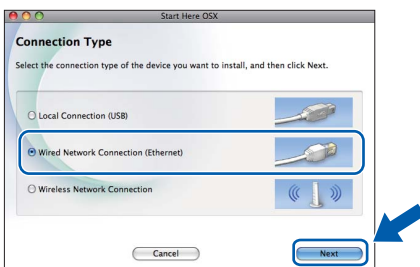 Start Here OSX
Connection Type
Select the connection type of the device you want to install, and then click Next.
Local Connection (USB)
Wired Network Connection (Ethernet)
Wireless Network Connection
Cancel
Next